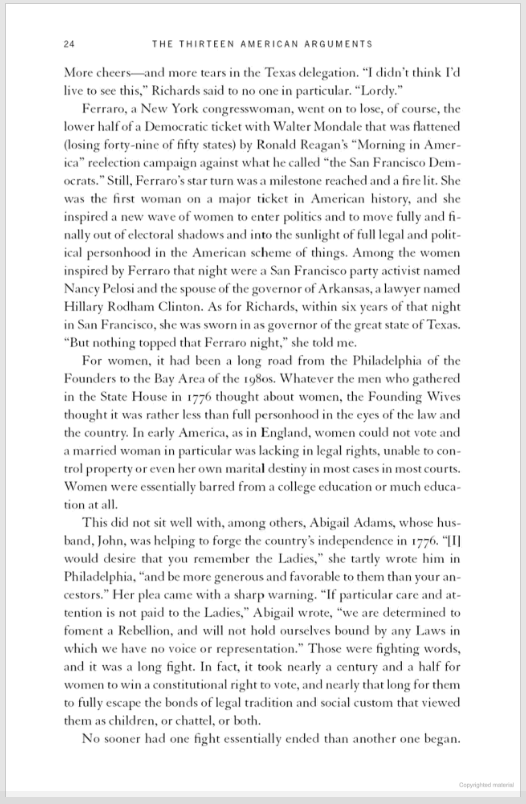 24 THE THIRTEEN AMERICAN ARGUMENTS
More cheers—and more tears in the Texas delegation. “I didn’t think I’d
live to see this,” Richards said to no one in particular. “Lordy.”
Ferraro, a New York congresswoman, went on to lose, of course, the
lower half of a Democratic ticket with Walter Mondale that was flattened
(losing forty-nine of fifty states) by Ronald Reagan’s “Morning in Amer-
ica” reelection campaign against what he called “the San Francisco Dem-
ocrats.” Still, Ferraro’s star turn was a milestone reached and a fire lit. She
was the first woman on a major ticket in American history, and she
inspired a new wave of women to enter politics and to move fully and fi-
nally out of electoral shadows and into the sunlight of full legal and polit-
ical personhood in the American scheme of things. Among the women
inspired by Ferraro that night were a San Francisco party activist named
Nancy Pelosi and the spouse of the governor of Arkansas, a lawyer named
Hillary Rodham Clinton. As for Richards, within six years of that night
in San Francisco, she was sworn in as governor of the great state of Texas.
“But nothing topped that Ferraro night,” she told me.
For women, it had been a long road from the Philadelphia of the
Founders to the Bay Area of the 1980s. Whatever the men who gathered
in the State House in 1776 thought about women, the Founding Wives
thought it was rather less than full personhood in the eyes of the law and
the country. In early America, as in England, women could not vote and
a married woman in particular was lacking in legal rights, unable to con-
trol property or even her own marital destiny in most cases in most courts.
Women were essentially barred from a college education or much educa-
tion at all.
This did not sit well with, among others, Abigail Adams, whose hus-
band, John, was helping to forge the country’s independence in 1776. “[I]
would desire that you remember the Ladies,” she tartly wrote him in
Philadelphia, “and be more generous and favorable to them than your an-
cestors.” Her plea came with a sharp warning. “If particular care and at-
tention is not paid to the Ladies,” Abigail wrote, “we are determined to
foment a Rebellion, and will not hold ourselves bound by any Laws in
which we have no voice or representation.” Those were fighting words,
and it was a long fight. In fact, it took nearly a century and a half for
women to win a constitutional right to vote, and nearly that long for them
to fully escape the bonds of legal tradition and social custom that viewed
them as children, or chattel, or both.
No sooner had one fight essentially ended than another one began.
Copyrighted material